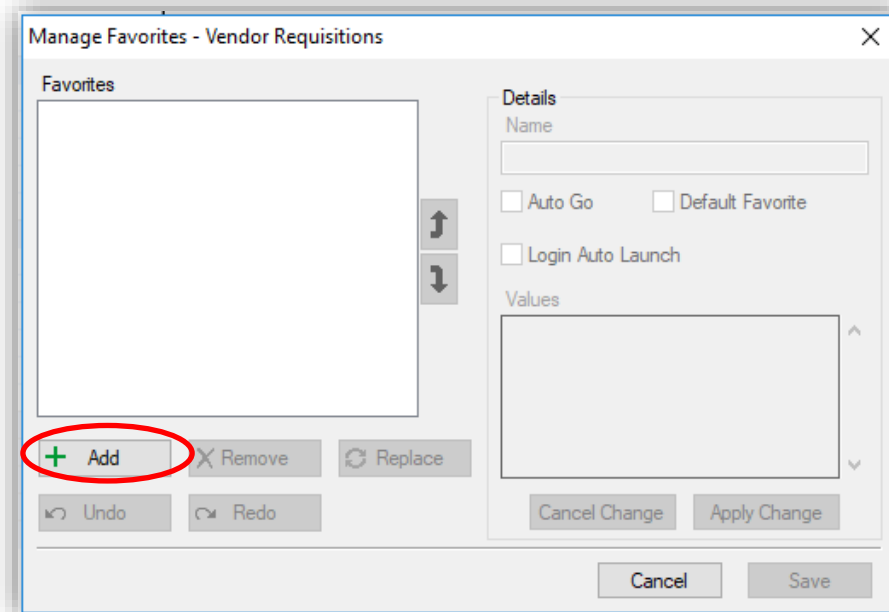 Manage Favorites - Vendor Requisitions
Favorites
Details
Name
Auto Go
Default Favorite
Login Auto Launch
Values
Add
Remove
Replace
Undo
Redo
Cancel Change
Apply Change
Cancel
Save